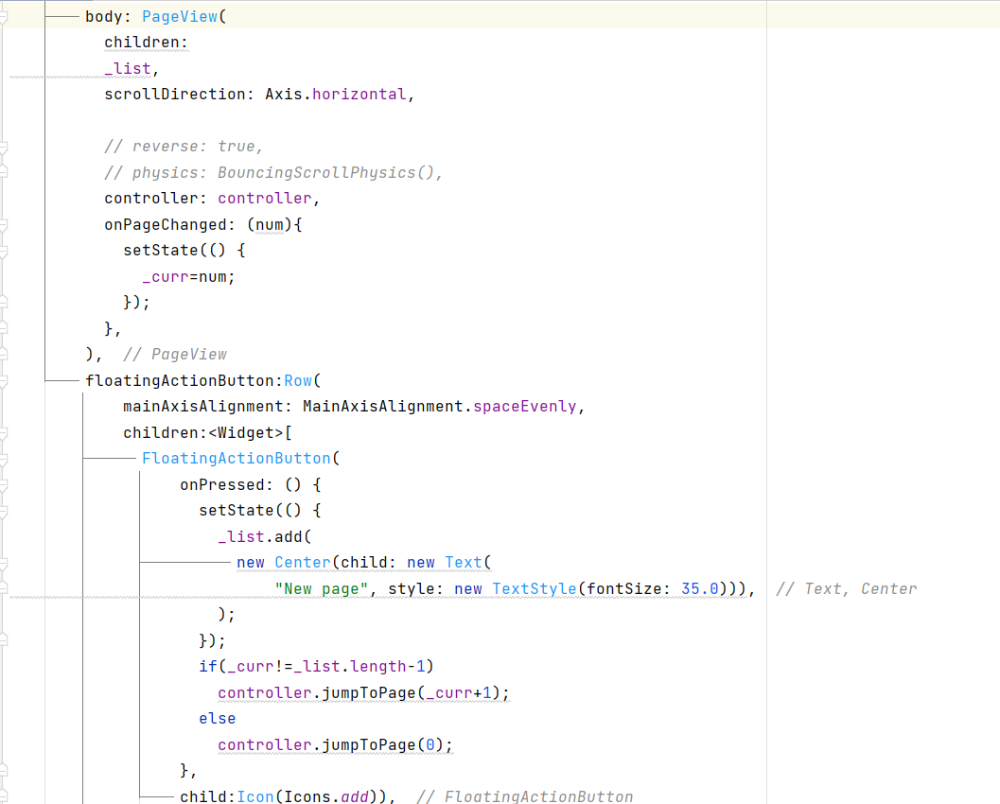 body: PageView(
children:
_list,
scrollDirection: Axis.horizontal,
// reverse: true,
// physics: BouncingScrollPhysics(),
controller: controller,
onPageChanged: (num){
setState(() {
_curr=num;
});
},
), // PageView
floatingActionButton:Row(
mainAxisAlignment: MainAxisAlignment.spaceEvenly,
children:<Widget>[
FloatingActionButton(
onPressed: () {
setState(() {
_list.add(
new Center(child: new Text(
"New page", style: new TextStyle(fontSize: 35.0))), // Text, Center
);
});
if(_curr!=_list.length-1)
controller.jumpToPage(_curr+1);
else
controller.jumpToPage(0);
},
child:Icon(Icons.add)), // FloatingActionButton